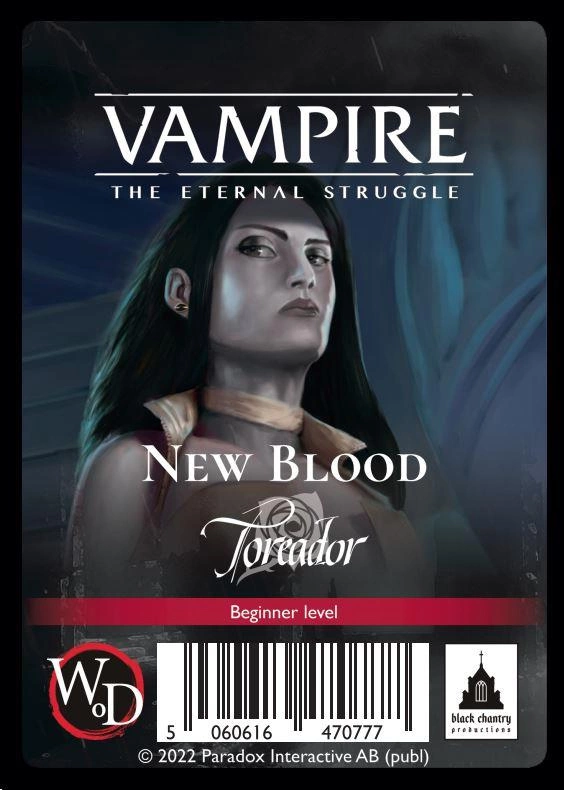 VAMPIRE
THE ETERNAL STRUGGLE
NEW BLOOD
Toreador
Beginner level
WoD
5 060616 470777
black chantry
productions
© 2022 Paradox Interactive AB (publ)